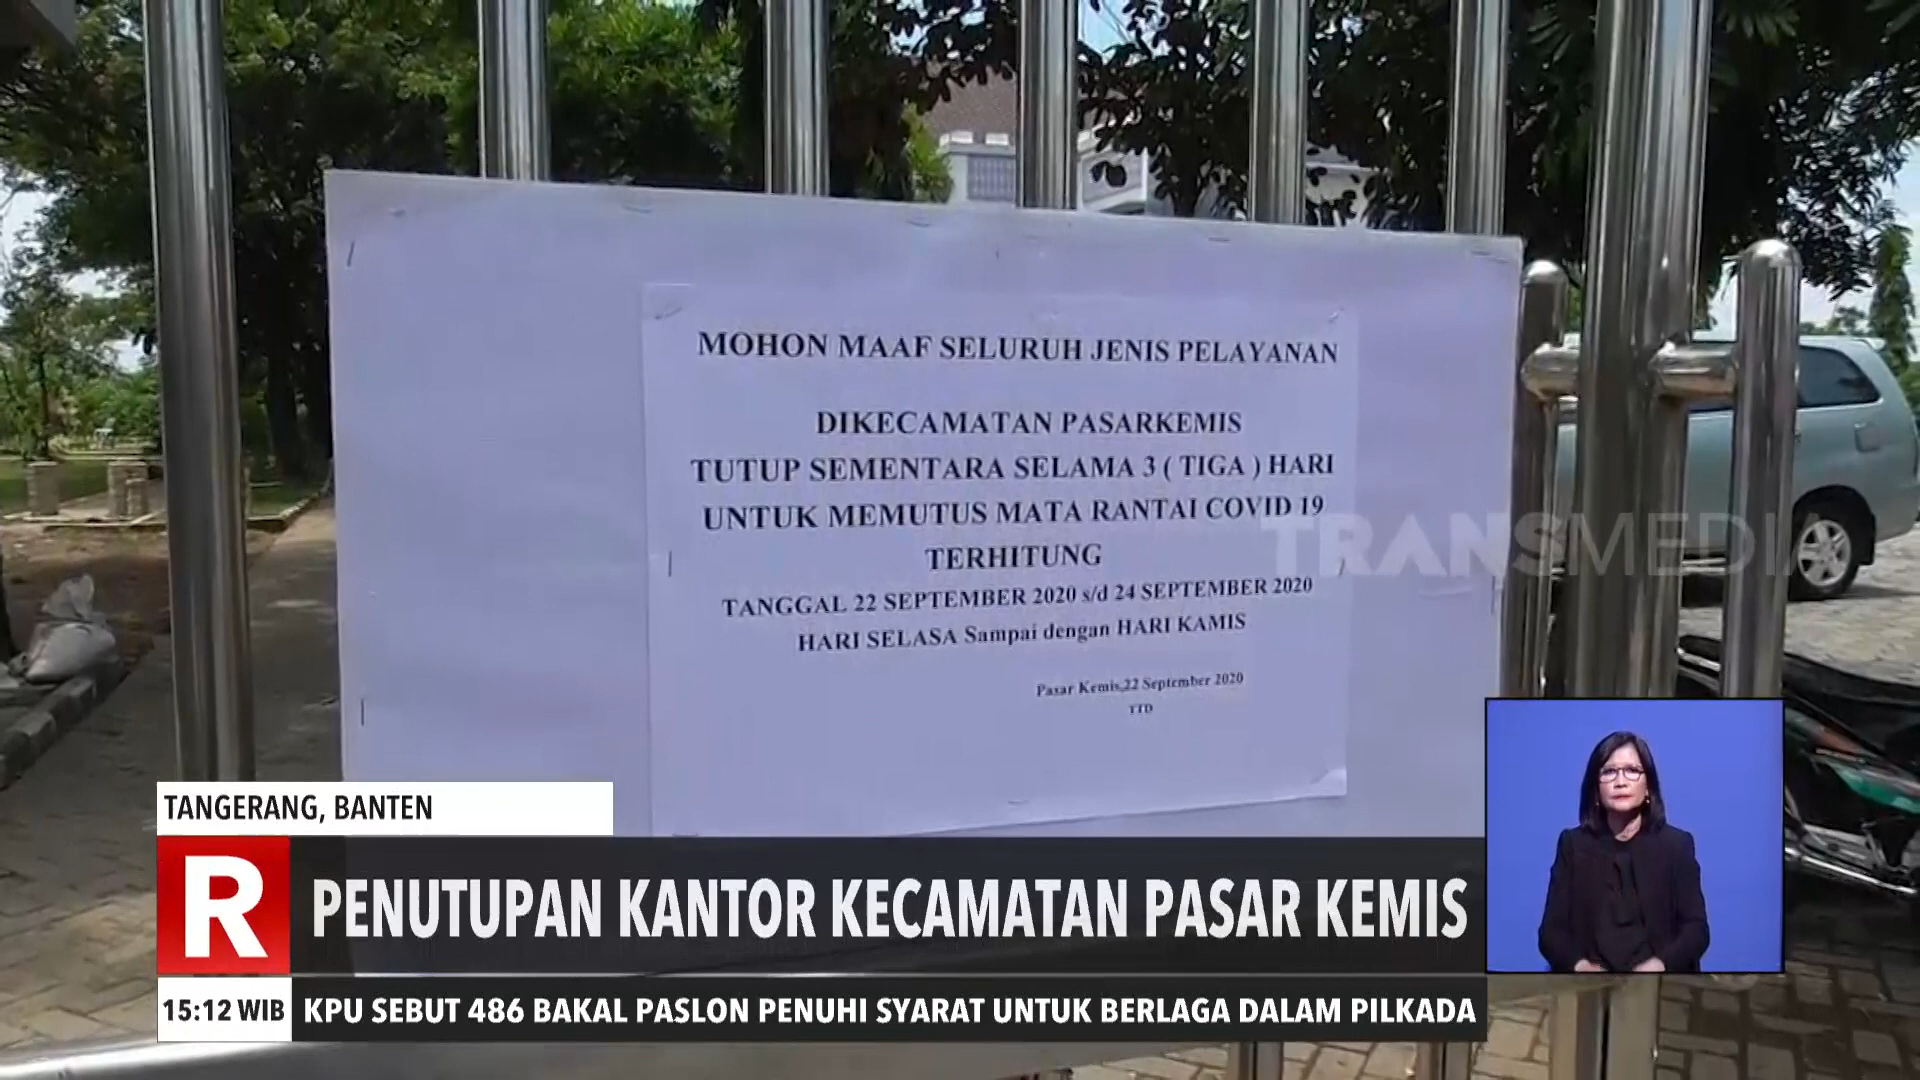 MOHON MAAF SELURUH JENIS PELAYANAN
DIKECAMATAN PASARKEMIS
TUTUP SEMENTARA SELAMA 3 ( TIGA ) HARI
UNTUK MEMUTUS MATA RANTAI COVID 19
TERHITUNG
TANGGAL 22 SEPTEMBER 2020 s/d 24 SEPTEMBER 2020
HARI SELASA Sampai dengan HARI KAMIS
Pasar Kemis,22 September 2020
TTD
TRANSMEDIA
TANGERANG, BANTEN
R
PENUTUPAN KANTOR KECAMATAN PASAR KEMIS
15:12 WIB
KPU SEBUT 486 BAKAL PASLON PENUHI SYARAT UNTUK BERLAGA DALAM PILKADA